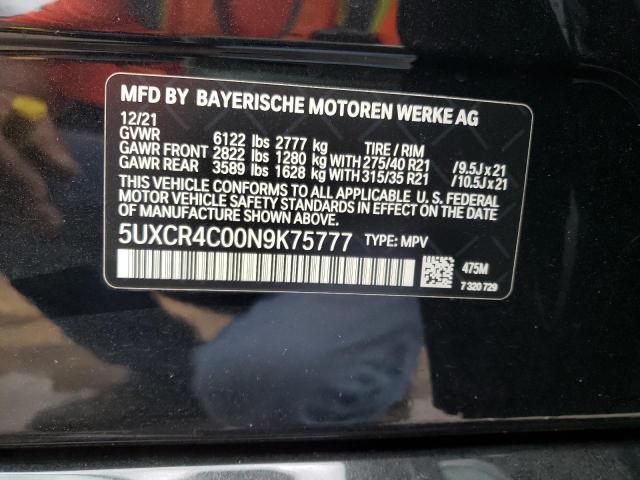 MFD BY BAYERISCHE MOTOREN WERKE AG
12/21
GVWR 6122 lbs 2777 kg TIRE / RIM
GAWR FRONT 2822 lbs 1280 kg WITH 275/40 R21 /9.5J x 21
GAWR REAR 3589 lbs 1628 kg WITH 315/35 R21 /10.5J x 21
THIS VEHICLE CONFORMS TO ALL APPLICABLE U. S. FEDERAL
MOTOR VEHICLE SAFETY STANDARDS IN EFFECT ON THE DATE
OF MANUFACTURE SHOWN ABOVE.
5UXCR4C00N9K75777 TYPE: MPV
475M
7 320 729